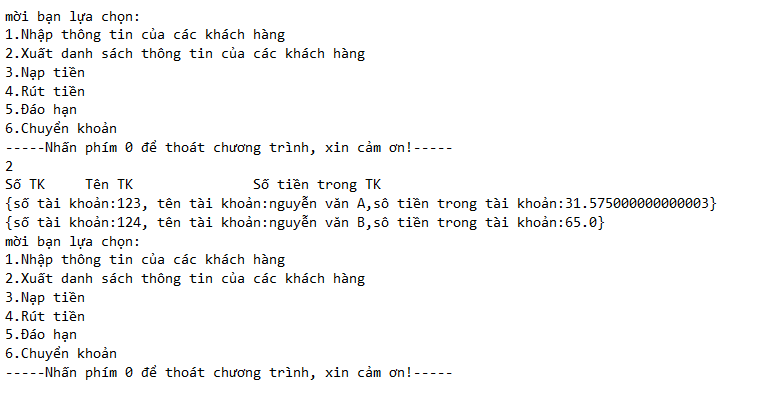 mời bạn lựa chọn:
1.Nhập thông tin của các khách hàng
2.Xuất danh sách thông tin của các khách hàng
3.Nạp tiền
4.Rút tiền
5.Đáo hạn
6.Chuyển khoản
-----Nhấn phím 0 để thoát chương trình, xin cảm ơn!-----
2
Số TK     Tên TK               Số tiền trong TK
{số tài khoản:123, tên tài khoản:nguyễn văn A,sô tiền trong tài khoản:31.575000000000003}
{số tài khoản:124, tên tài khoản:nguyễn văn B,sô tiền trong tài khoản:65.0}
mời bạn lựa chọn:
1.Nhập thông tin của các khách hàng
2.Xuất danh sách thông tin của các khách hàng
3.Nạp tiền
4.Rút tiền
5.Đáo hạn
6.Chuyển khoản
-----Nhấn phím 0 để thoát chương trình, xin cảm ơn!-----